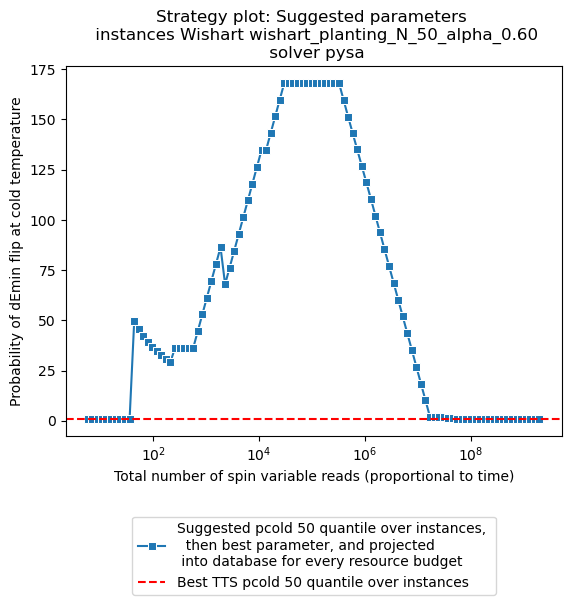 Strategy plot: Suggested parameters
instances Wishart wishart_planting_N_50_alpha_0.60
solver pysa
Probability of dEmin flip at cold temperature
175
150
125
100
75
50
25
0
10^2
10^4
10^6
10^8
Total number of spin variable reads (proportional to time)
Suggested pcold 50 quantile over instances,
then best parameter, and projected
into database for every resource budget
Best TTS pcold 50 quantile over instances